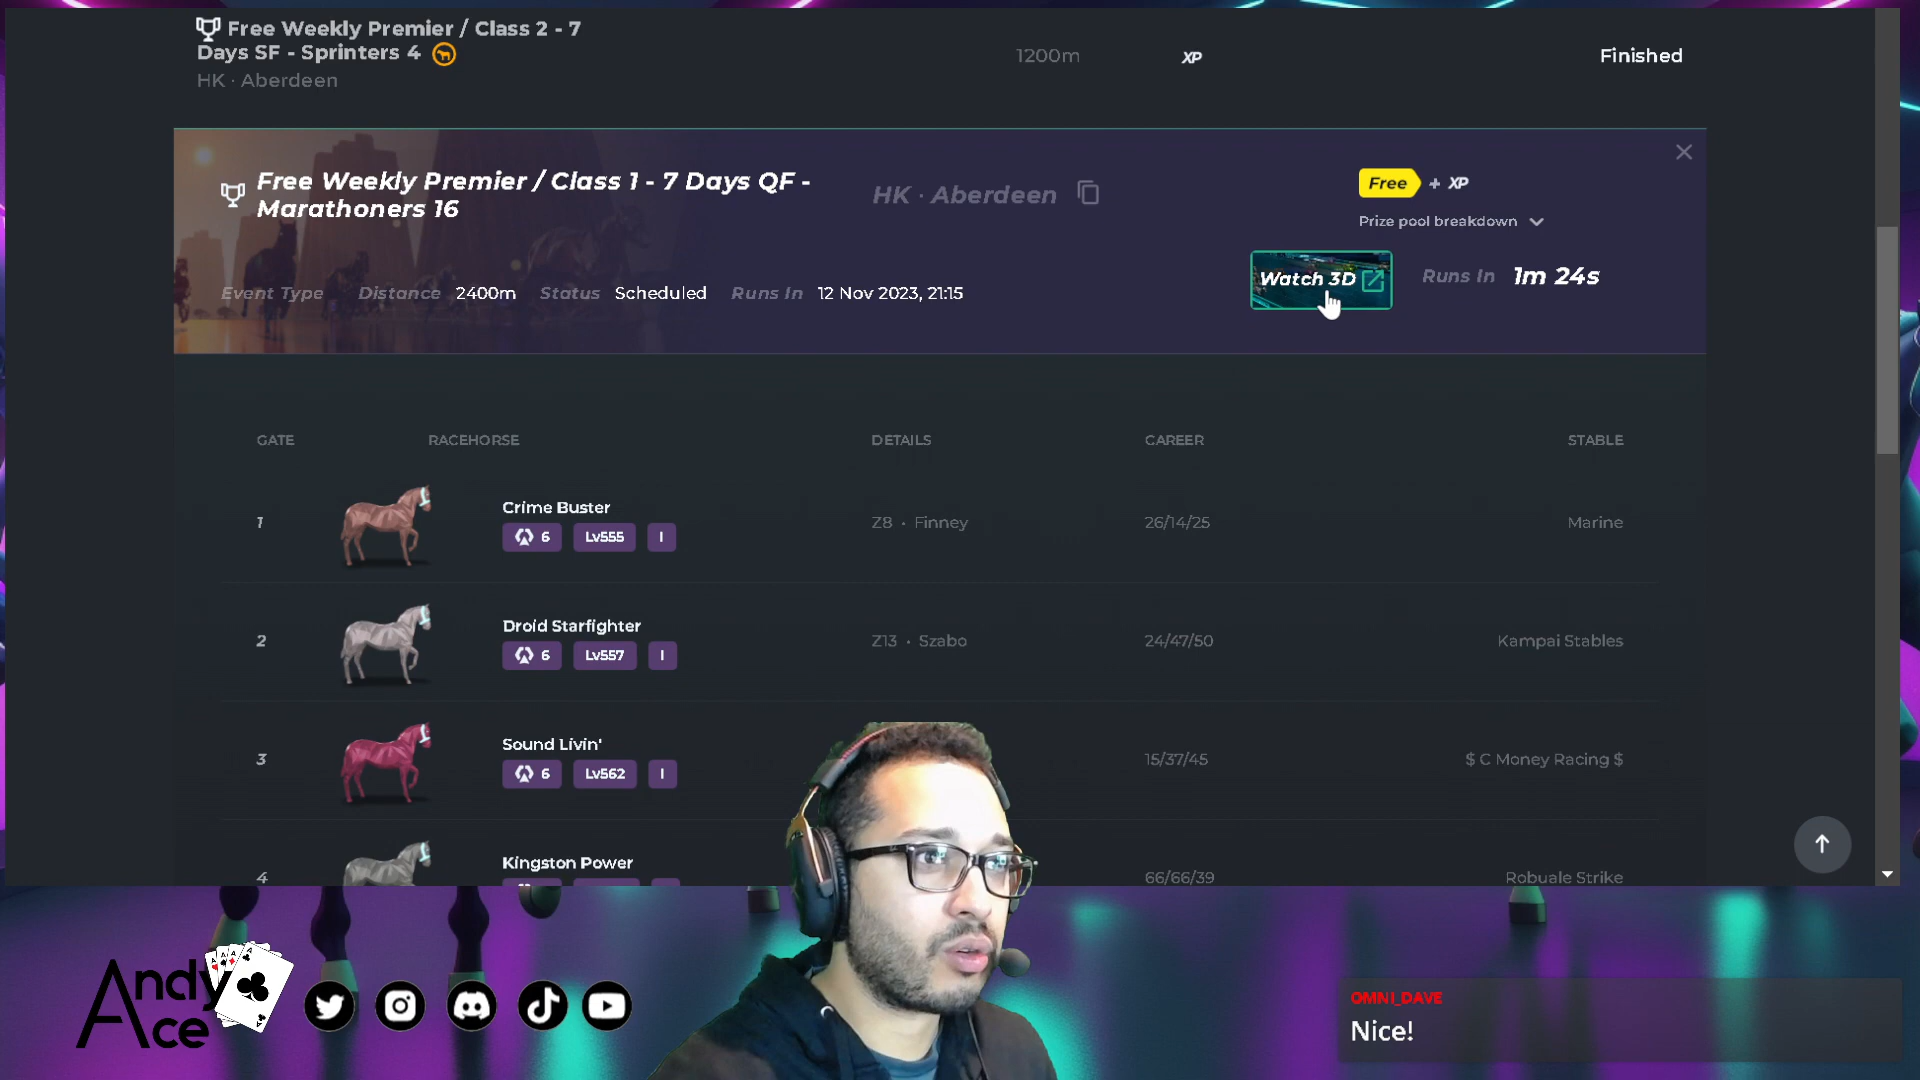 Free Weekly Premier / Class 2 - 7
Days SF - Sprinters 4
HK · Aberdeen
1200m
XP
Finished
Free Weekly Premier / Class 1 - 7 Days QF -
Marathoners 16
HK · Aberdeen
Free + XP
Prize pool breakdown
Event Type Distance 2400m Status Scheduled Runs In 12 Nov 2023, 21:15
Watch 3D
Runs In 1m 24s
GATE RACEHORSE DETAILS CAREER STABLE
1 Crime Buster Z8 · Finney 26/14/25 Marine
6 Lv555 I
2 Droid Starfighter Z13 · Szabo 24/47/50 Kampai Stables
6 Lv557 I
3 Sound Livin' 15/37/45 $ C Money Racing $
6 Lv562 I
4 Kingston Power 66/66/39 Robuale Strike
Andy
Ace
OMNI_DAVE
Nice!